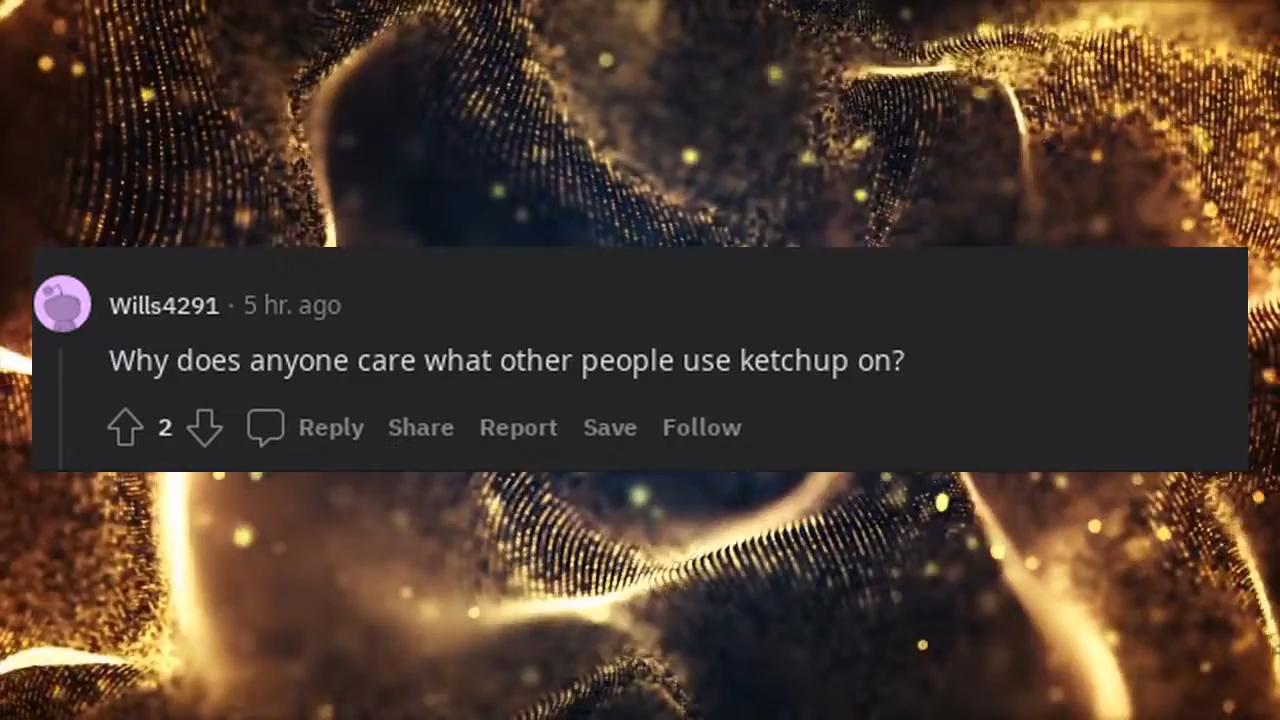 Wills4291 · 5 hr. ago
Why does anyone care what other people use ketchup on?
2 Reply Share Report Save Follow